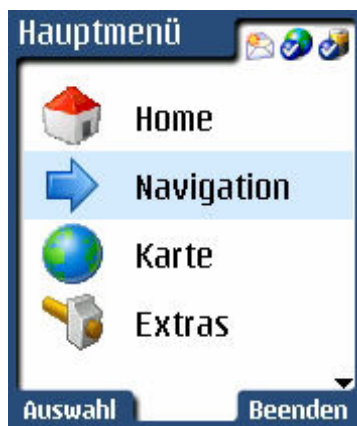 Hauptmenü
Home
Navigation
Karte
Extras
Auswahl Beenden